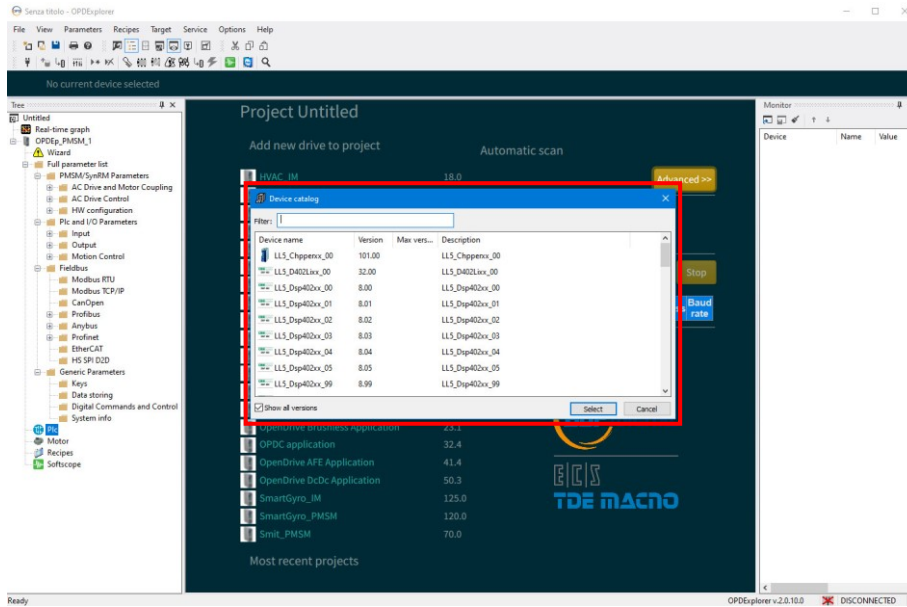 Senza titolo - OPDExplorer
File View Parameters Recipes Target Service Options Help
No current device selected
Tree
Untitled
Real-time graph
OPDEp_PMSM_1
Wizard
Full parameter list
PMSM/SynRM Parameters
AC Drive and Motor Coupling
AC Drive Control
HW configuration
Plc and I/O Parameters
Input
Output
Motion Control
Fieldbus
Modbus RTU
Modbus TCP/IP
CanOpen
Profibus
Anybus
Profinet
EtherCAT
HS SPI D2D
Generic Parameters
Keys
Data storing
Digital Commands and Control
System info
Plc
Motor
Recipes
Softscope
Project Untitled
Add new drive to project
Automatic scan
HVAC_IM 18.0
Advanced >>
Device catalog
Filter:
Device name Version Max vers... Description
LL5_Chppenxx_00 101.00 LL5_Chppenxx_00
LL5_D402Lixx_00 32.00 LL5_D402Lixx_00
LL5_Dsp402xx_00 8.00 LL5_Dsp402xx_00
LL5_Dsp402xx_01 8.01 LL5_Dsp402xx_01
LL5_Dsp402xx_02 8.02 LL5_Dsp402xx_02
LL5_Dsp402xx_03 8.03 LL5_Dsp402xx_03
LL5_Dsp402xx_04 8.04 LL5_Dsp402xx_04
LL5_Dsp402xx_05 8.05 LL5_Dsp402xx_05
LL5_Dsp402xx_99 8.99 LL5_Dsp402xx_99
Show all versions
Select Cancel
Stop
Baud
rate
OpenDrive Brushless Application 23.1
OPDC application 32.4
OpenDrive AFE Application 41.4
OpenDrive DcDc Application 50.3
SmartGyro_IM 125.0
SmartGyro_PMSM 120.0
Smit_PMSM 70.0
ECS
TDE MACNO
Most recent projects
Monitor
Device Name Value
Ready
OPDExplorer v.2.0.10.0 DISCONNECTED